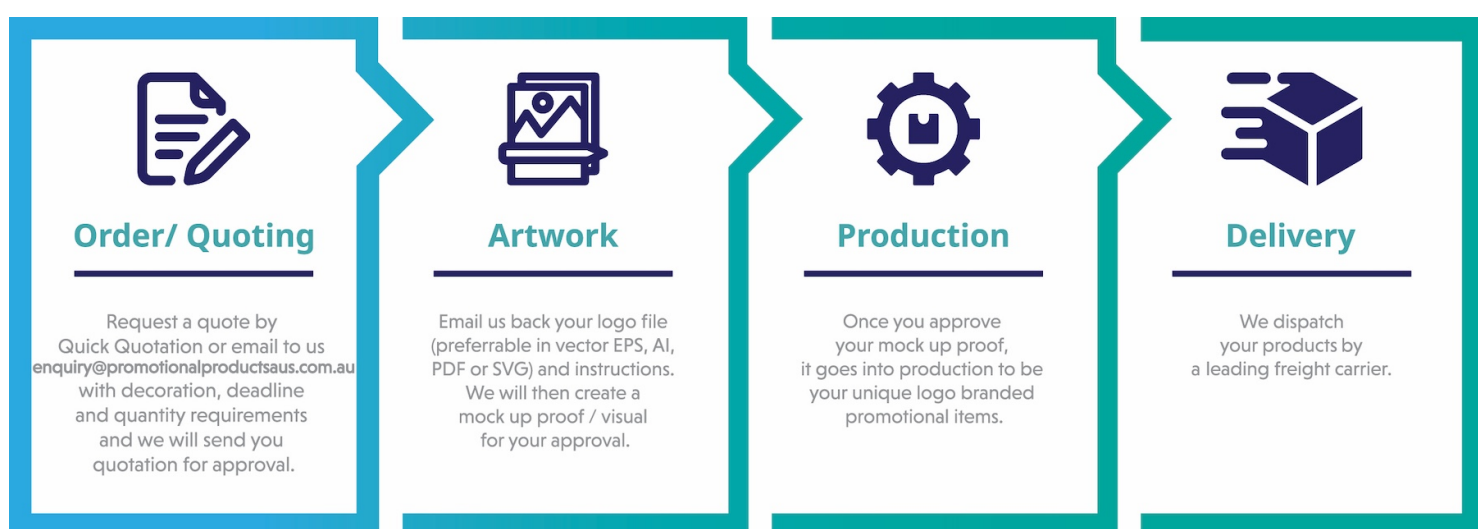 Order/ Quoting
Request a quote by
Quick Quotation or email to us
enquiry@promotionalproductsaus.com.au
with decoration, deadline
and quantity requirements
and we will send you
quotation for approval.
Artwork
Email us back your logo file
(preferrable in vector EPS, AI,
PDF or SVG) and instructions.
We will then create a
mock up proof / visual
for your approval.
Production
Once you approve
your mock up proof,
it goes into production to be
your unique logo branded
promotional items.
Delivery
We dispatch
your products by
a leading freight carrier.